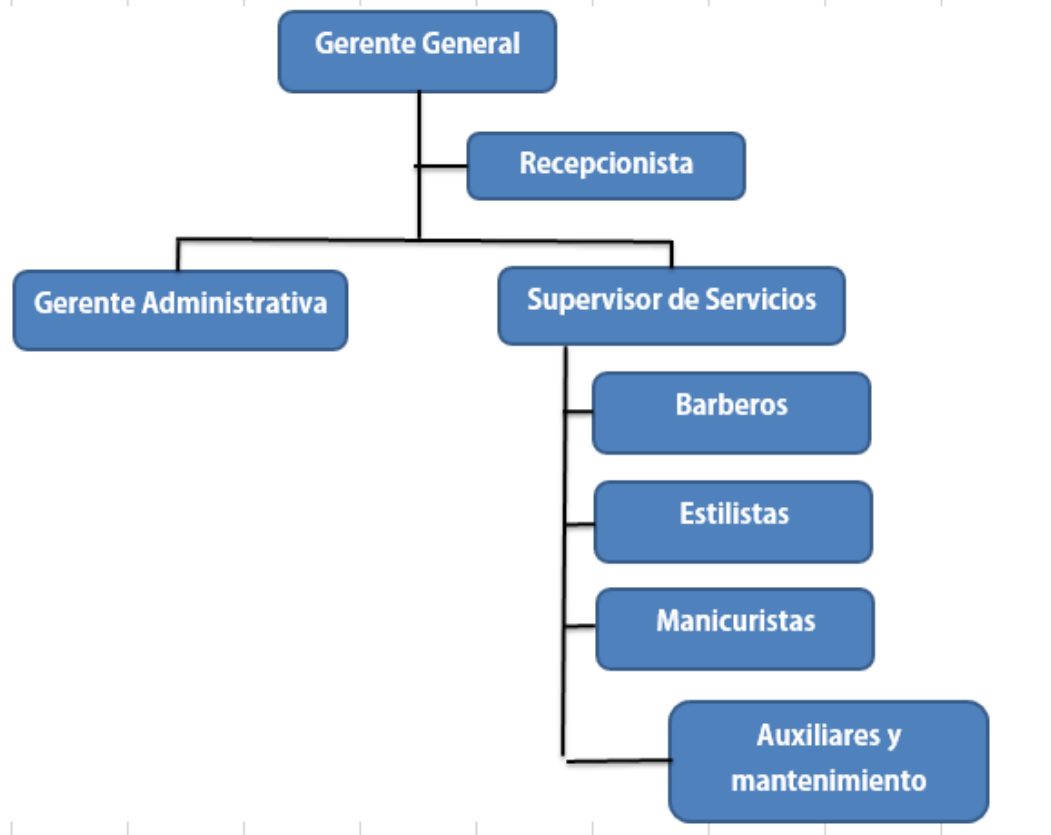 Gerente General
Recepcionista
Gerente Administrativa
Supervisor de Servicios
Barberos
Estilistas
Manicuristas
Auxiliares y
mantenimiento